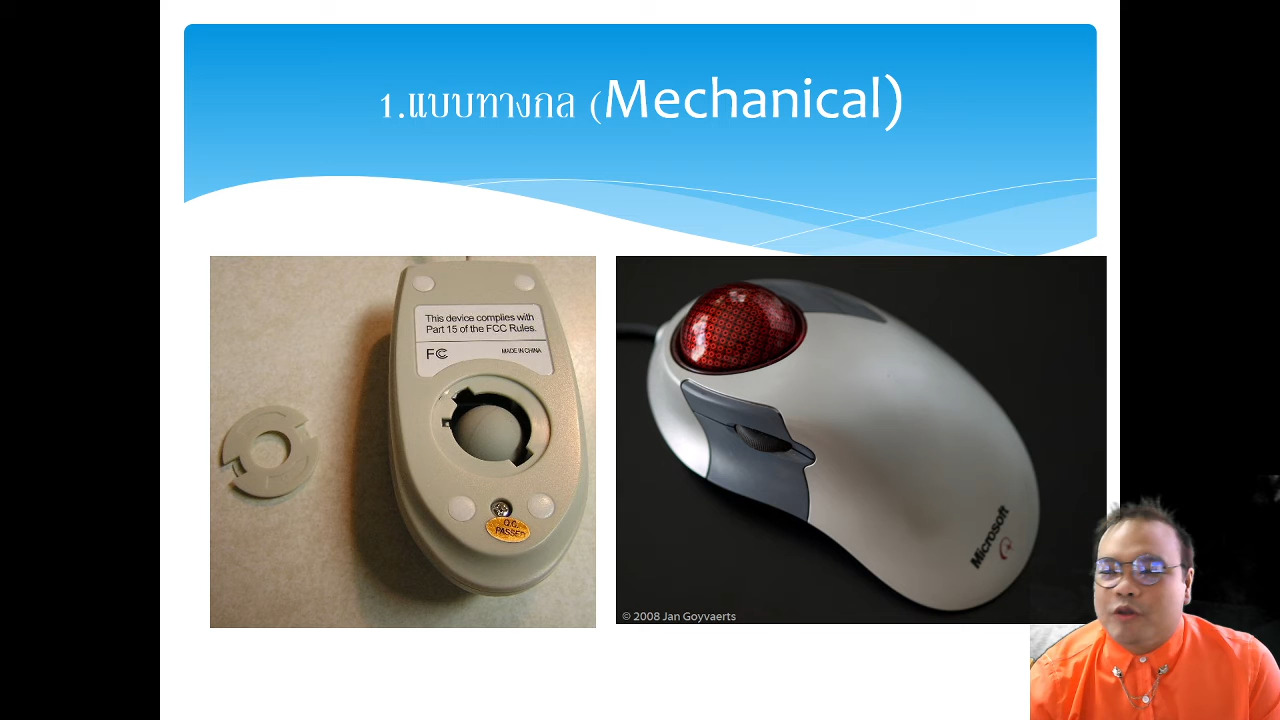 1.แบบทางกล (Mechanical)
This device complies with
Part 15 of the FCC Rules.
FC MADE IN CHINA
Q.C.
PASSED
Microsoft
© 2008 Jan Goyvaerts